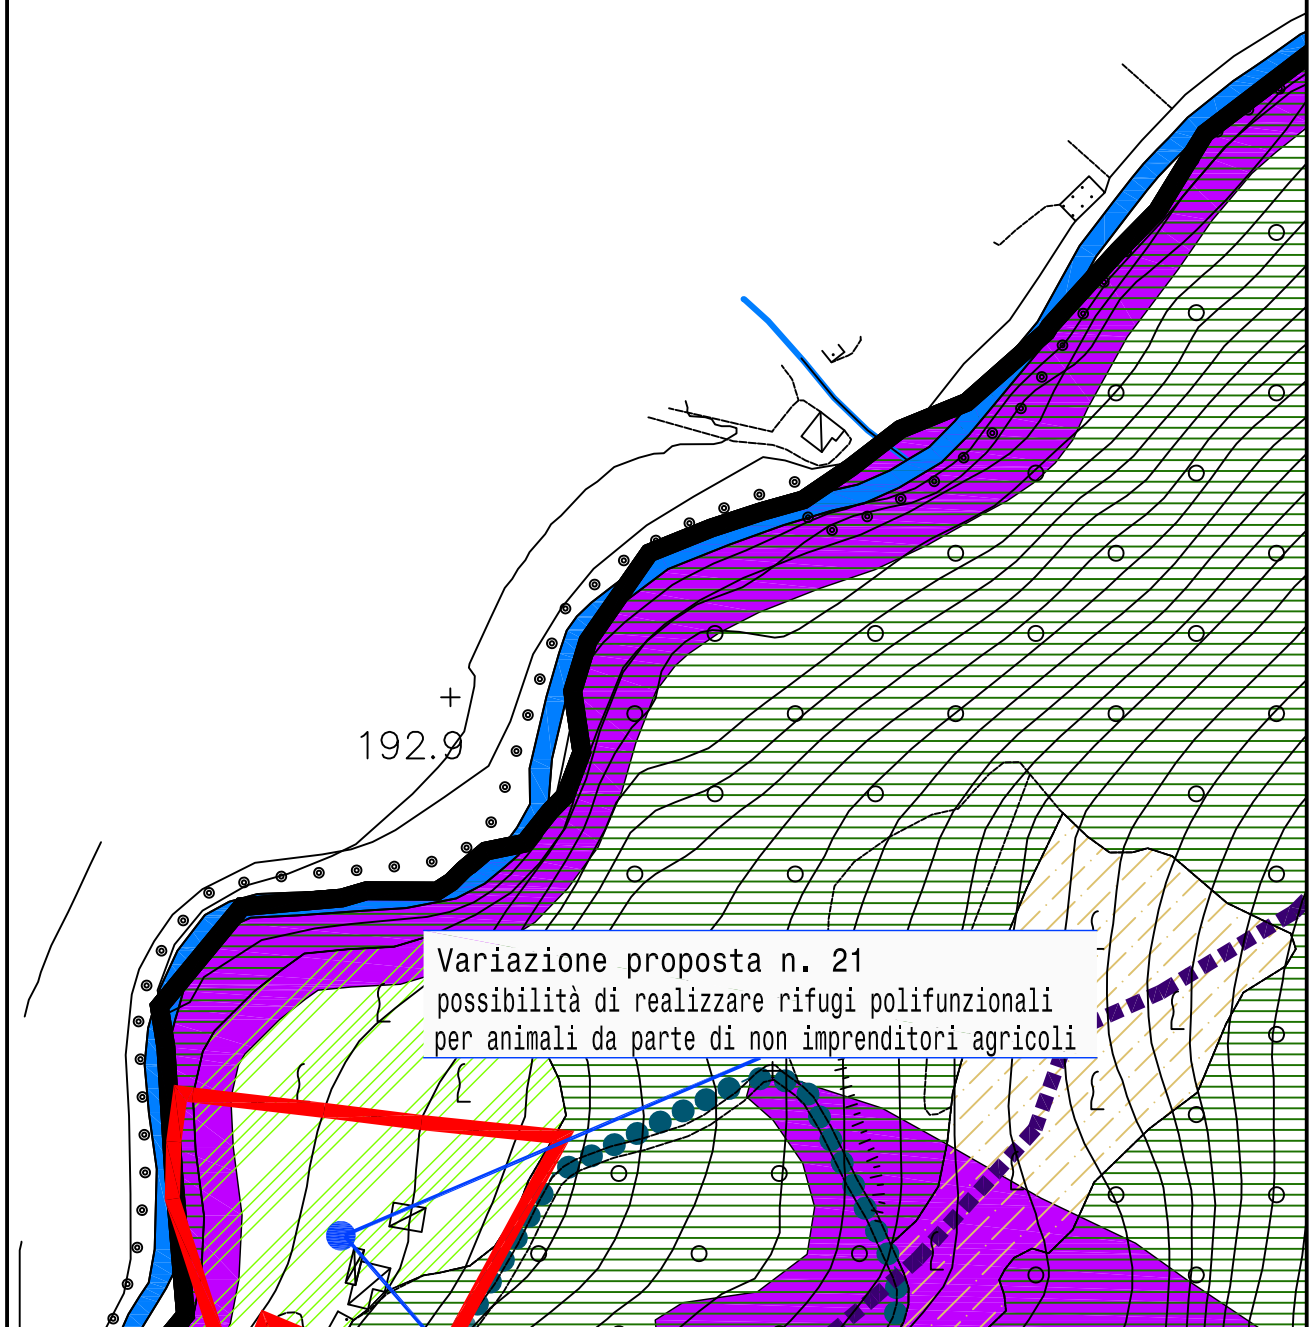 192.9
Variazione proposta n. 21
possibilità di realizzare rifugi polifunzionali
per animali da parte di non imprenditori agricoli